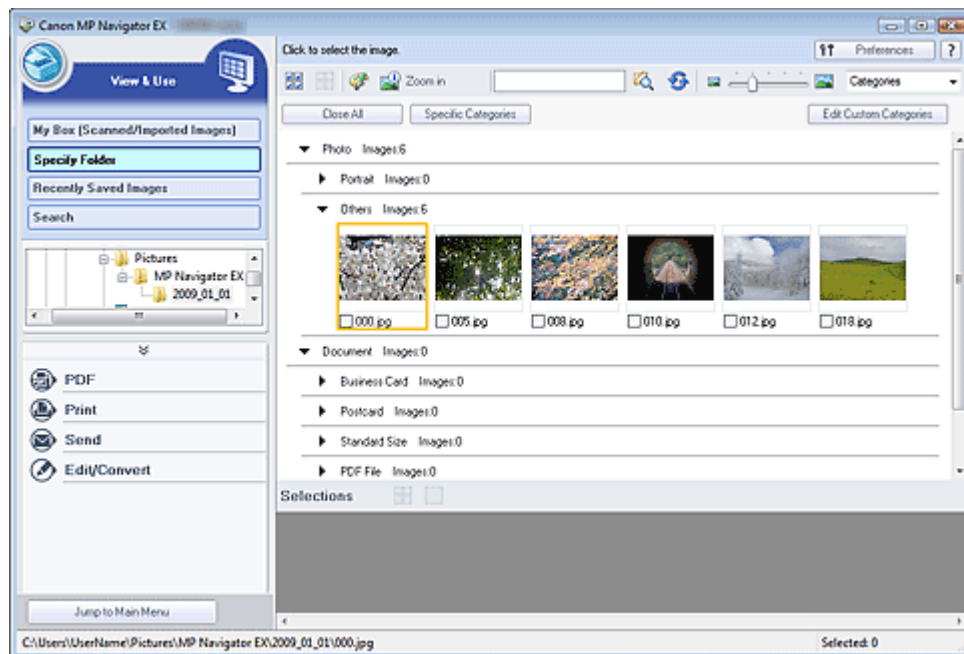 Canon MP Navigator EX
Click to select the image.
Preferences
?
View & Use
Zoom in
Categories
Close All
Specific Categories
Edit Custom Categories
My Box (Scanned/Imported Images)
Specify Folder
Recently Saved Images
Search
Pictures
MP Navigator EX
2009_01_01
PDF
Print
Send
Edit/Convert
Jump to Main Menu
Photo Images:6
Portrait Images:0
Others Images:6
000.jpg
005.jpg
008.jpg
010.jpg
012.jpg
018.jpg
Document Images:0
Business Card Images:0
Postcard Images:0
Standard Size Images:0
PDF File Images:0
Selections
C:\Users\UserName\Pictures\MP Navigator EX\2009_01_01\000.jpg
Selected: 0